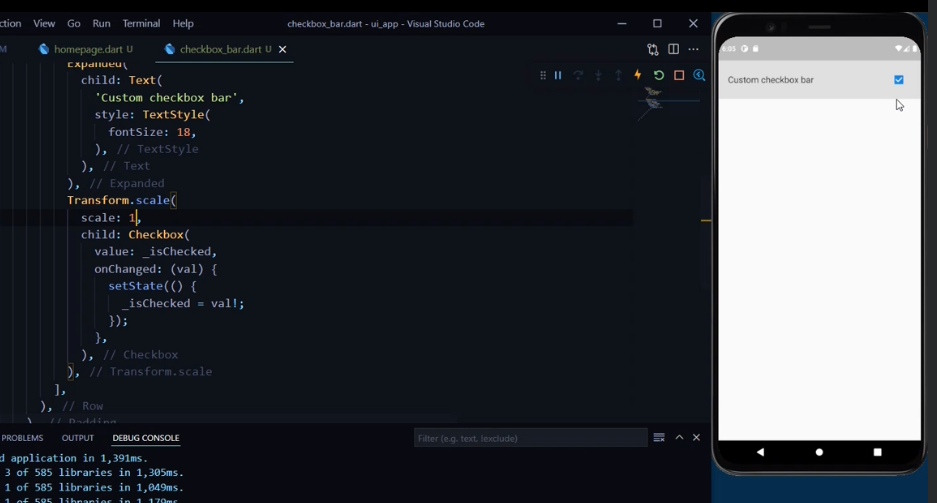 ction View Go Run Terminal Help checkbox_bar.dart - ui_app - Visual Studio Code
M homepage.dart U checkbox_bar.dart U
Expanded(
child: Text(
'Custom checkbox bar',
style: TextStyle(
fontSize: 18,
), // TextStyle
), // Text
), // Expanded
Transform.scale(
scale: 1,
child: Checkbox(
value: _isChecked,
onChanged: (val) {
setState(() {
_isChecked = val!;
});
},
), // Checkbox
), // Transform.scale
],
), // Row
) // Padding
PROBLEMS OUTPUT DEBUG CONSOLE Filter (e.g. text, !exclude)
d application in 1,391ms.
3 of 585 libraries in 1,305ms.
1 of 585 libraries in 1,049ms.
1 of 585 libraries in 1,179ms.
8:05
Custom checkbox bar